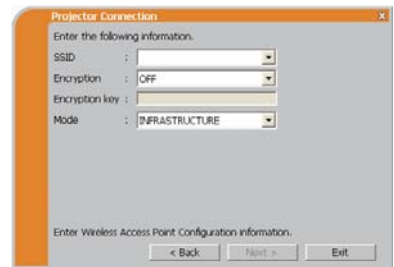 Projector Connection x
Enter the following information.
SSID :
Encryption : OFF
Encryption key :
Mode : INFRASTRUCTURE
Enter Wireless Access Point Configuration information.
< Back Next > Exit